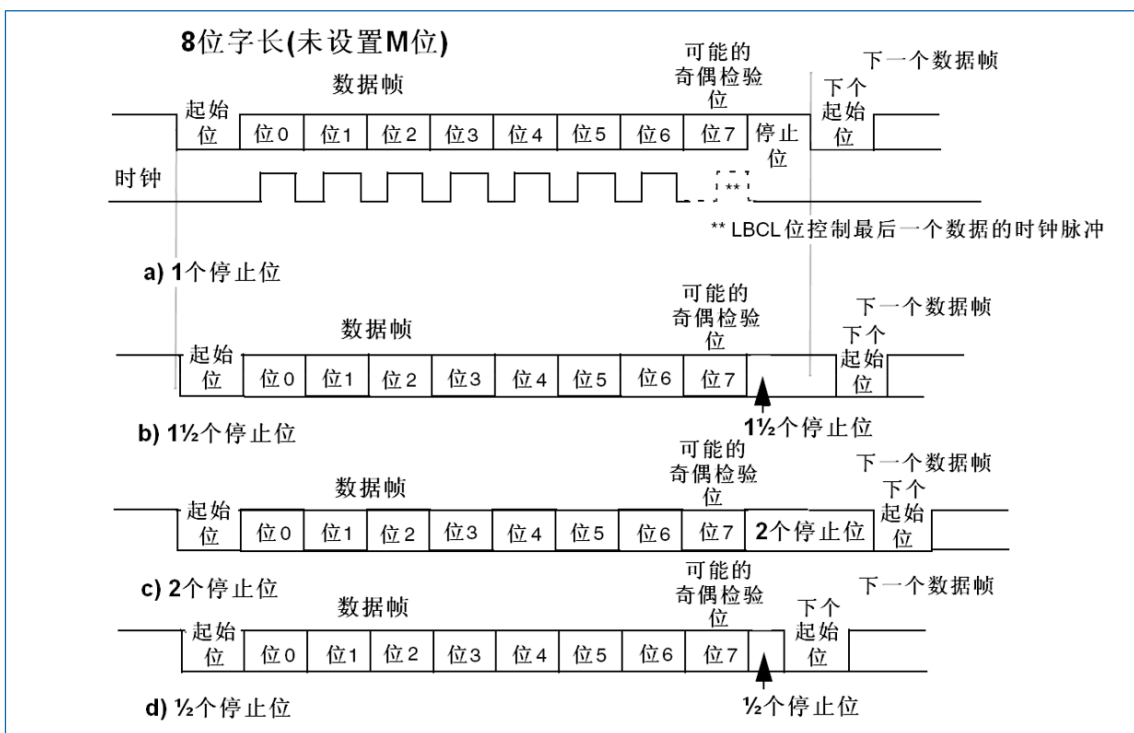 8位字长(未设置M位)
可能的
奇偶检验
位
下一个数据帧
数据帧
下个
起始
位
起始
位
位0 位1 位2 位3 位4 位5 位6 位7 停止
位
时钟
**
** LBCL位控制最后一个数据的时钟脉冲
a) 1个停止位
可能的
奇偶检验
位
下一个数据帧
数据帧
下个
起始
位
起始
位
位0 位1 位2 位3 位4 位5 位6 位7
1½个停止位
b) 1½个停止位
可能的
奇偶检验
位
下一个数据帧
数据帧
下个
起始
位
起始
位
位0 位1 位2 位3 位4 位5 位6 位7 2个停止位
c) 2个停止位
可能的
奇偶检验
位
下一个数据帧
数据帧
下个
起始
位
起始
位
位0 位1 位2 位3 位4 位5 位6 位7
½个停止位
d) ½个停止位